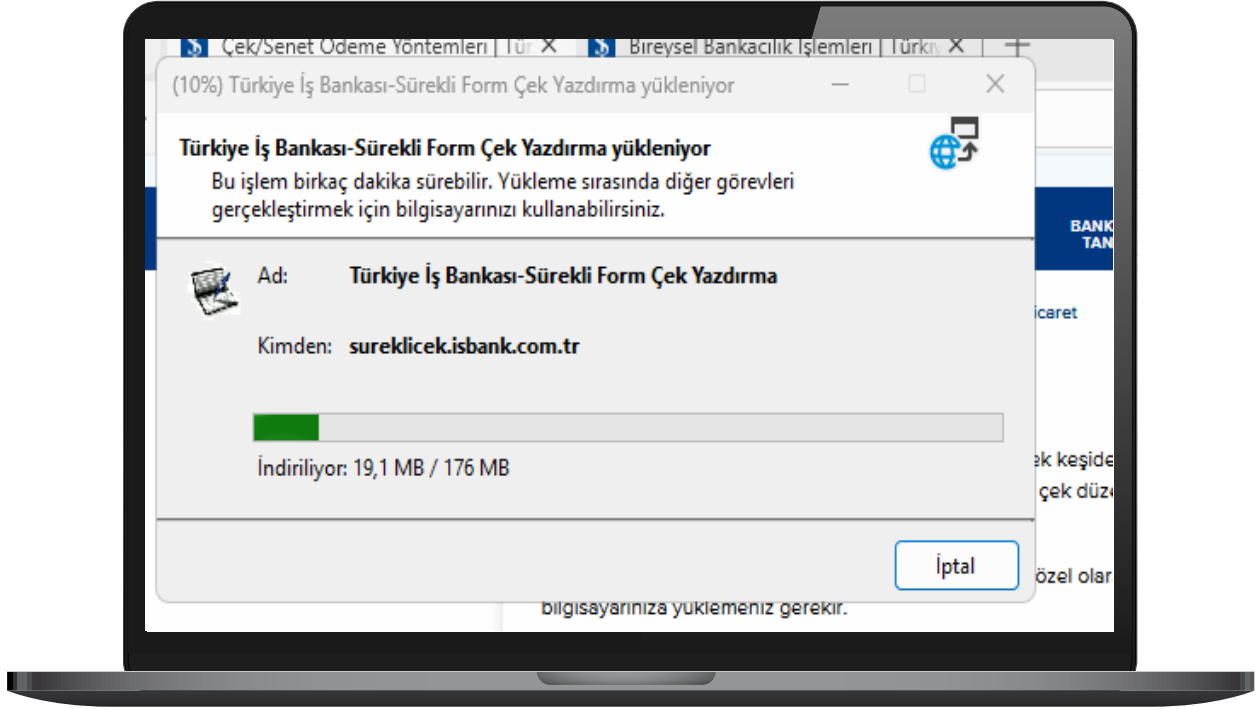 Çek/Senet Ödeme Yöntemleri | Tür
Bireysel Bankacılık İşlemleri | Türkiy
(10%) Türkiye İş Bankası-Sürekli Form Çek Yazdırma yükleniyor
Türkiye İş Bankası-Sürekli Form Çek Yazdırma yükleniyor
Bu işlem birkaç dakika sürebilir. Yükleme sırasında diğer görevleri
gerçekleştirmek için bilgisayarınızı kullanabilirsiniz.
BANK
TAN
Ad: Türkiye İş Bankası-Sürekli Form Çek Yazdırma
icaret
Kimden: sureklicek.isbank.com.tr
İndiriliyor: 19,1 MB / 176 MB
ek keşide
çek düze
İptal
özel olar
bilgisayarınıza yüklemeniz gerekir.